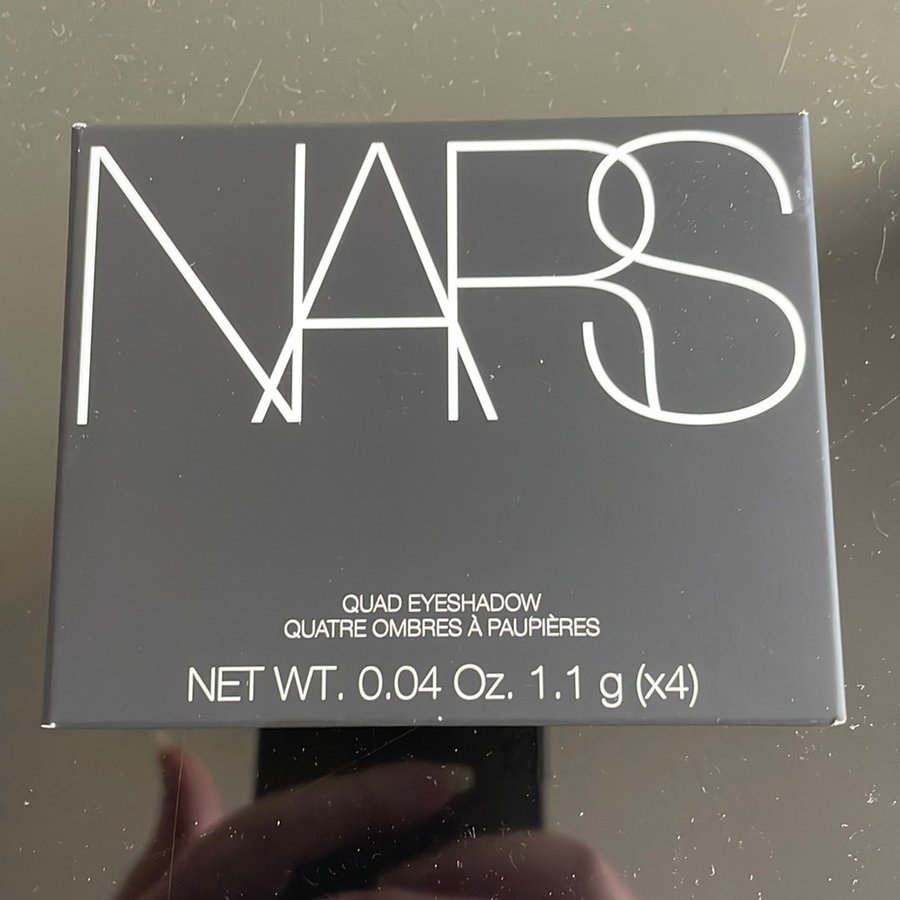 NARS
QUAD EYESHADOW
QUATRE OMBRES À PAUPIÈRES
NET WT. 0.04 Oz. 1.1 g (x4)